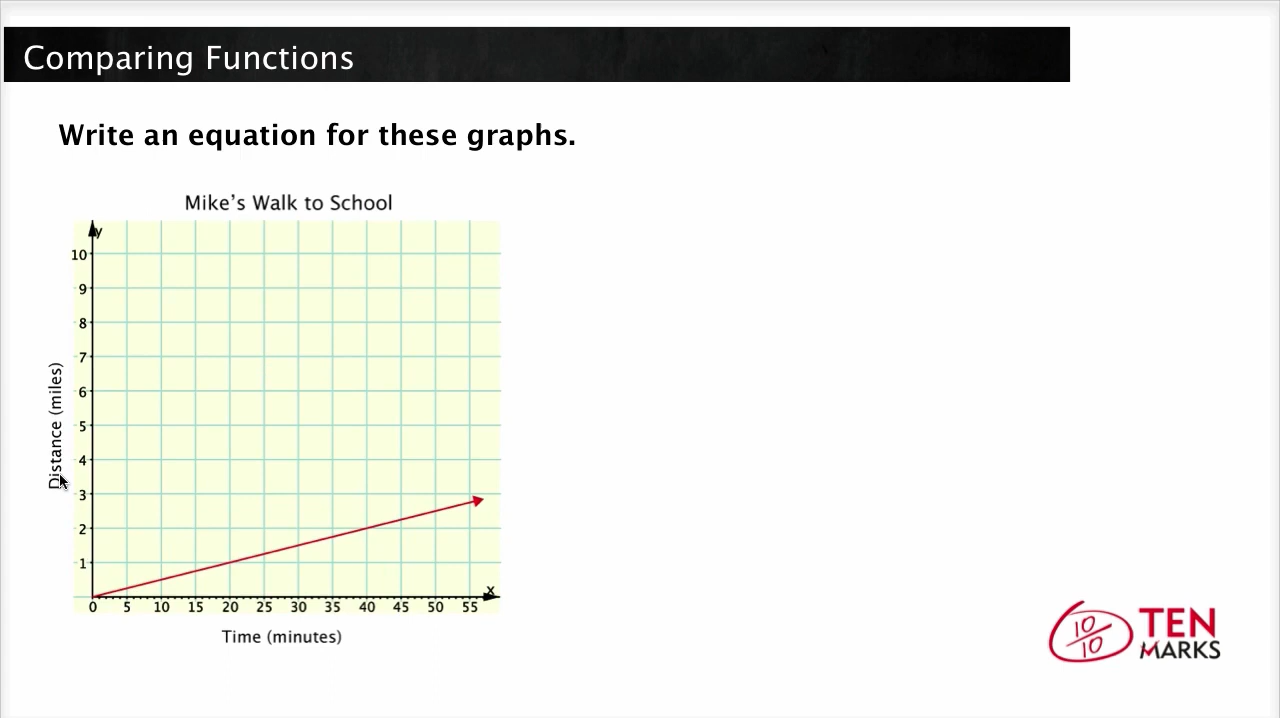 Comparing Functions
Write an equation for these graphs.
Mike's Walk to School
y
10
9
8
7
6
5
4
3
2
1
Distance (miles)
x
0 5 10 15 20 25 30 35 40 45 50 55
Time (minutes)
10
10
TEN
MARKS